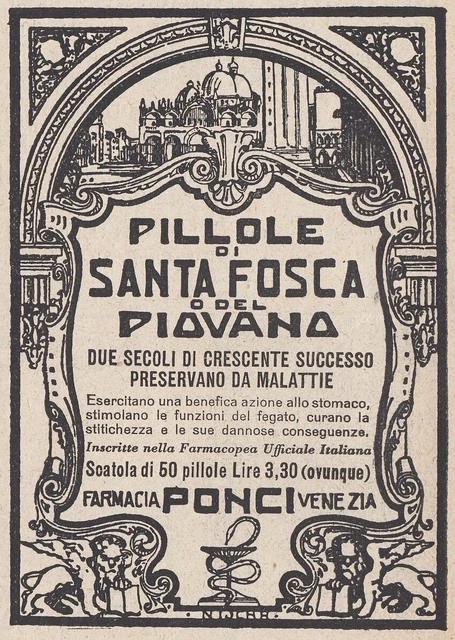 PILLOLE
DI
SANTA FOSCA
O DEL
PIOVANO
DUE SECOLI DI CRESCENTE SUCCESSO
PRESERVANO DA MALATTIE
Esercitano una benefica azione allo stomaco,
stimolano le funzioni del fegato, curano la
stitichezza e le sue dannose conseguenze.
Inscritte nella Farmacopea Ufficiale Italiana
Scatola di 50 pillole Lire 3,30 (ovunque)
FARMACIA PONCI VENEZIA